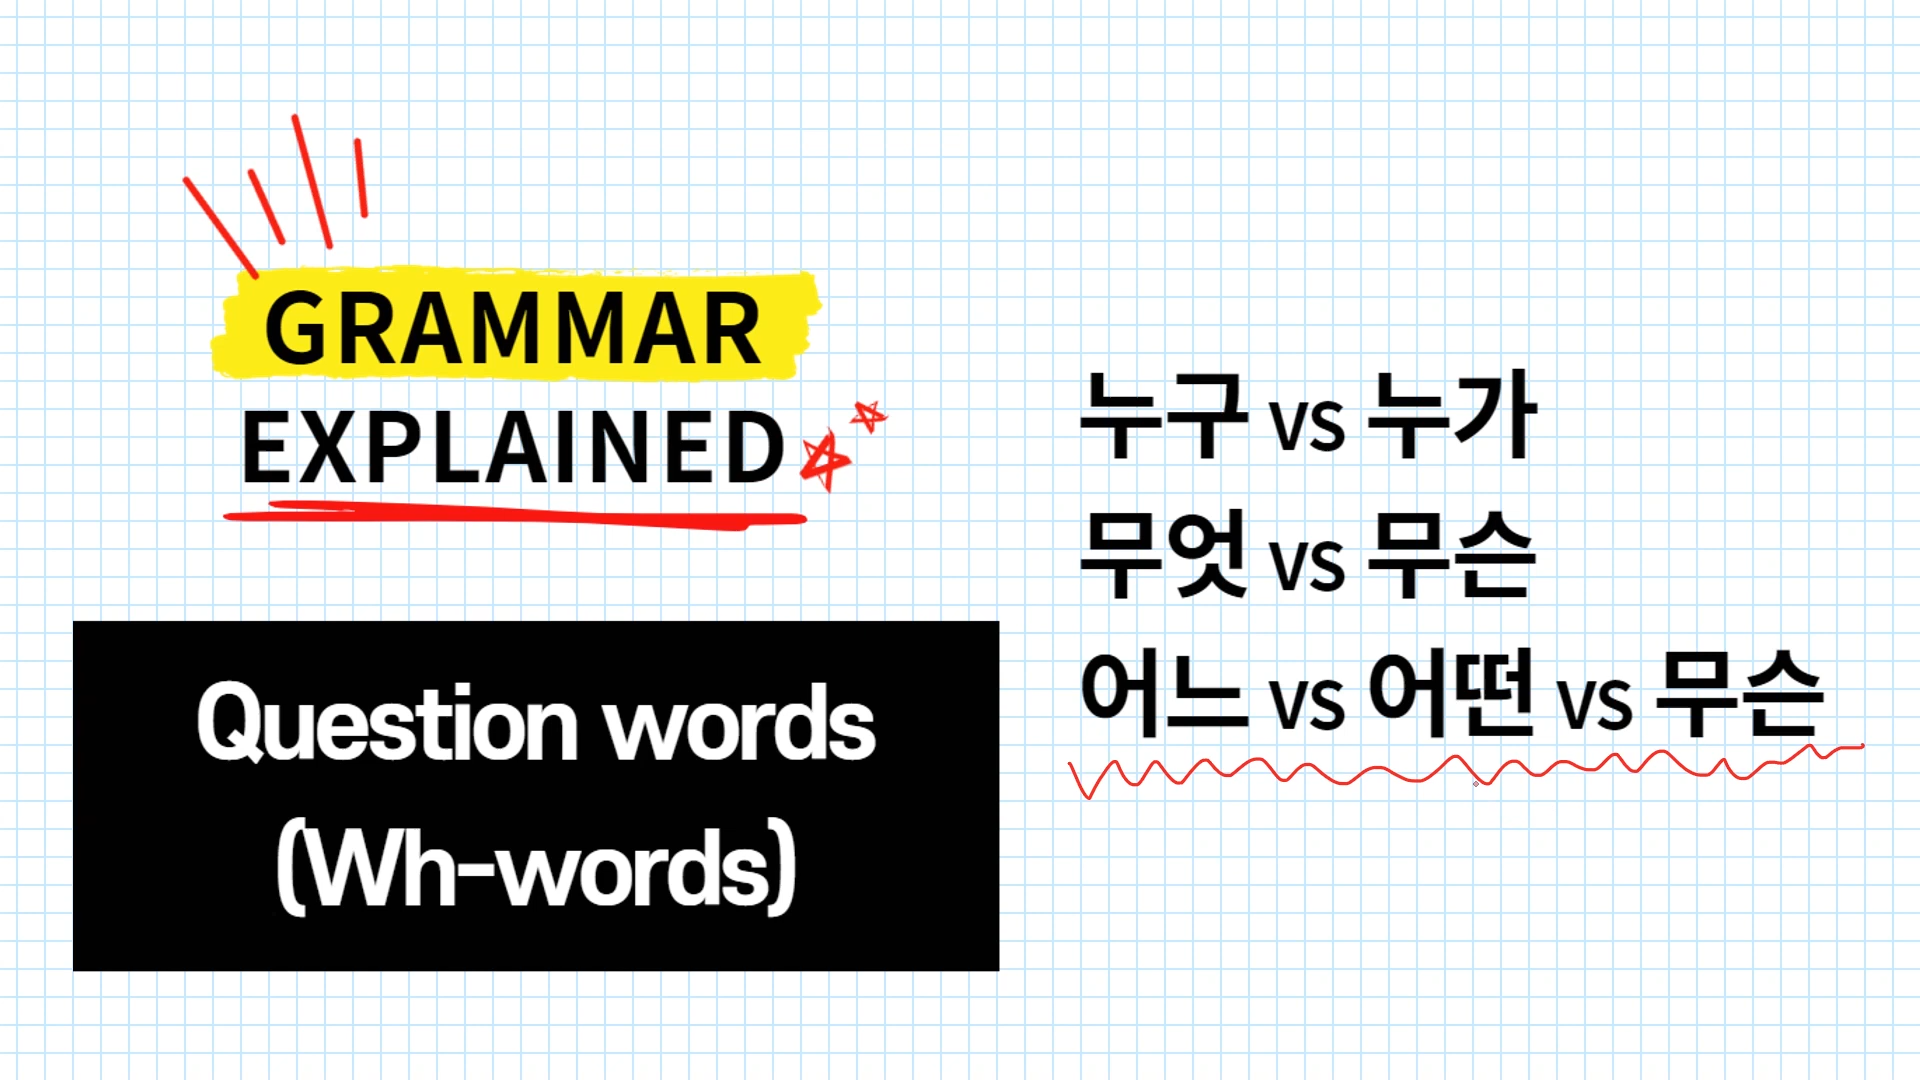 GRAMMAR
EXPLAINED
Question words
(Wh-words)
누구 vs 누가
무엇 vs 무슨
어느 vs 어떤 vs 무슨